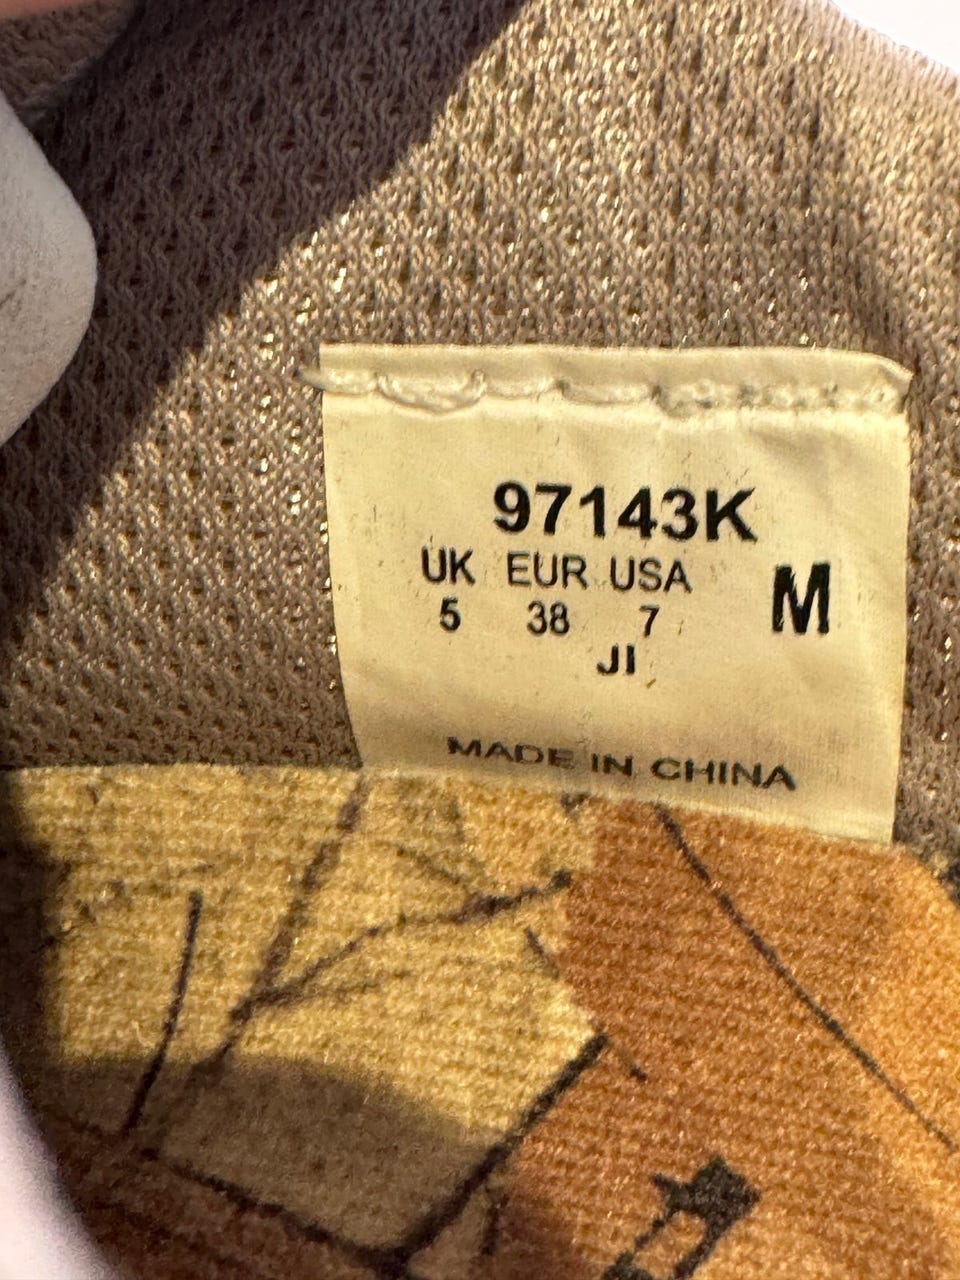 97143K
UK EUR USA M
5 38 7
JI
MADE IN CHINA